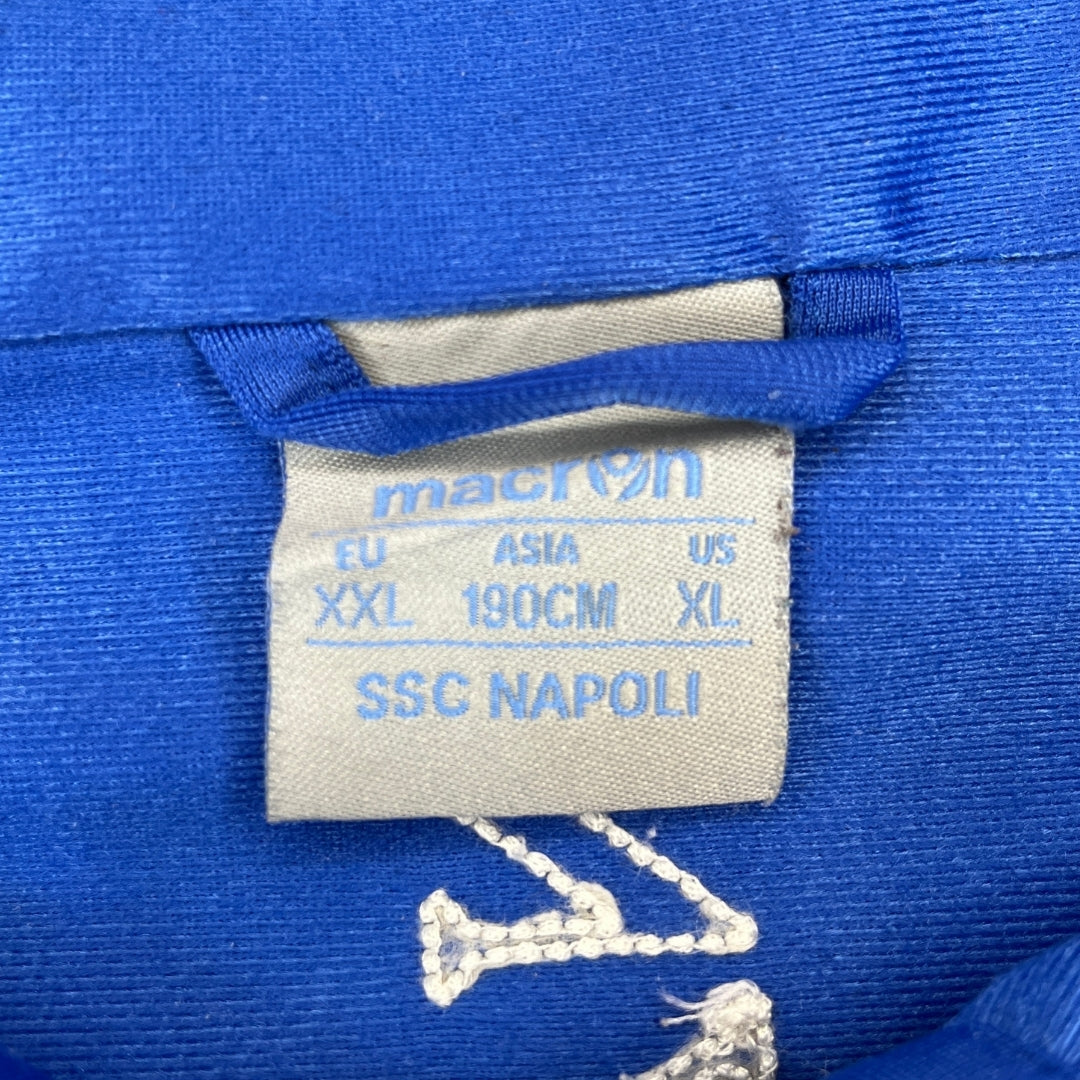 macron
EU ASIA US
XXL 190CM XL
SSC NAPOLI